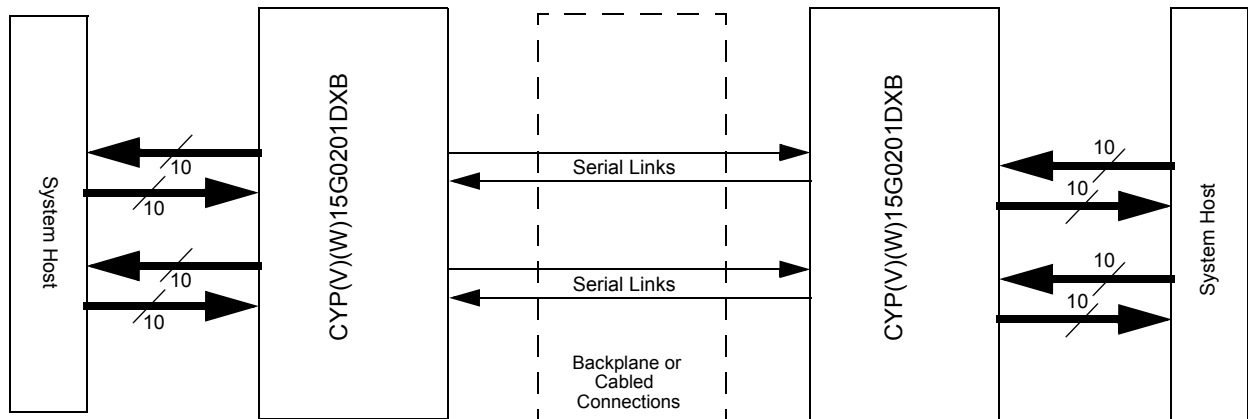 System Host
10
10
10
10
CYP(V)(W)15G0201DXB
Serial Links
Serial Links
Backplane or
Cabled
Connections
CYP(V)(W)15G0201DXB
10
10
10
10
System Host